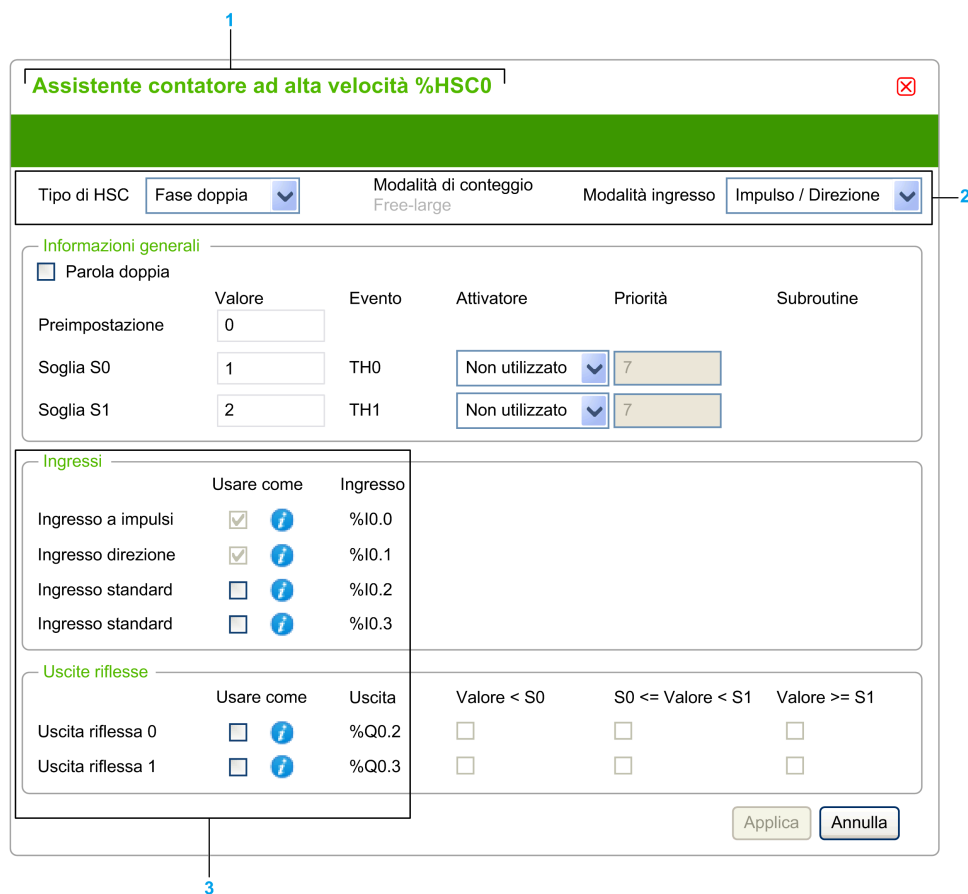 1
Assistente contatore ad alta velocità %HSC0
Tipo di HSC Fase doppia Modalità di conteggio Modalità ingresso Impulso / Direzione 2
Free-large
Informazioni generali
Parola doppia
Valore Evento Attivatore Priorità Subroutine
Preimpostazione 0
Soglia S0 1 TH0 Non utilizzato 7
Soglia S1 2 TH1 Non utilizzato 7
Ingressi
Usare come Ingresso
Ingresso a impulsi i %I0.0
Ingresso direzione i %I0.1
Ingresso standard i %I0.2
Ingresso standard i %I0.3
Uscite riflesse
Usare come Uscita Valore < S0 S0 <= Valore < S1 Valore >= S1
Uscita riflessa 0 i %Q0.2
Uscita riflessa 1 i %Q0.3
Applica Annulla
3